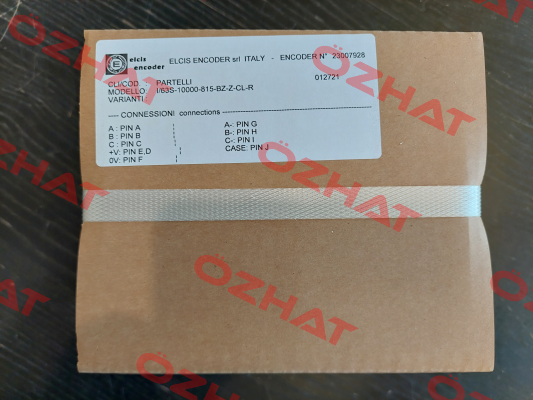 elcis
encoder
ELCIS ENCODER srl ITALY - ENCODER N° 23007928
CLI/COD PARTELLI 012721
MODELLO I/63S-10000-815-BZ-Z-CL-R
VARIANTI
CONNESSIONI connections
A: PIN A A-: PIN G
B: PIN B B-: PIN H
C: PIN C C-: PIN I
+V: PIN E,D CASE: PIN J
0V: PIN F
ÖZHAT
ÖZHAT
ÖZHAT
ÖZHAT
ÖZHAT
ÖZHAT
ÖZHAT
ÖZHAT